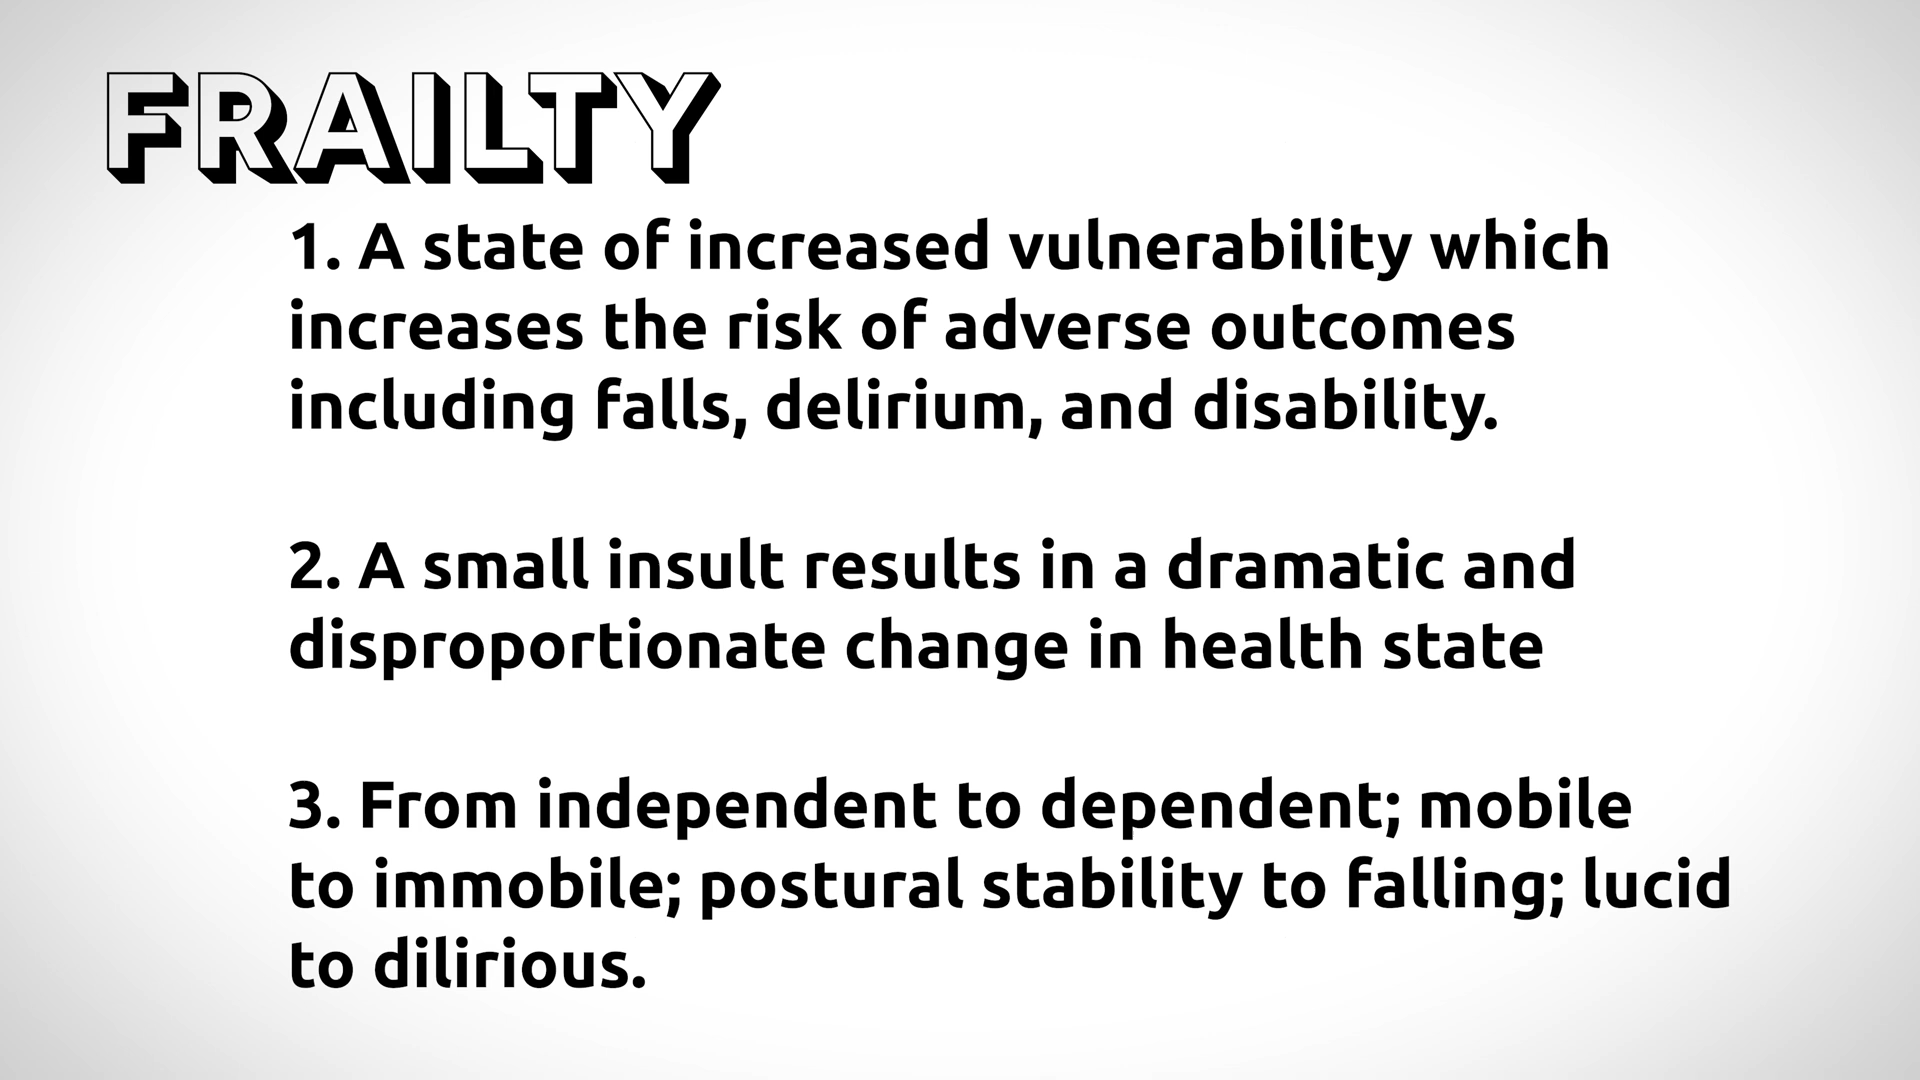 FRAILTY
1. A state of increased vulnerability which
increases the risk of adverse outcomes
including falls, delirium, and disability.
2. A small insult results in a dramatic and
disproportionate change in health state
3. From independent to dependent; mobile
to immobile; postural stability to falling; lucid
to dilirious.